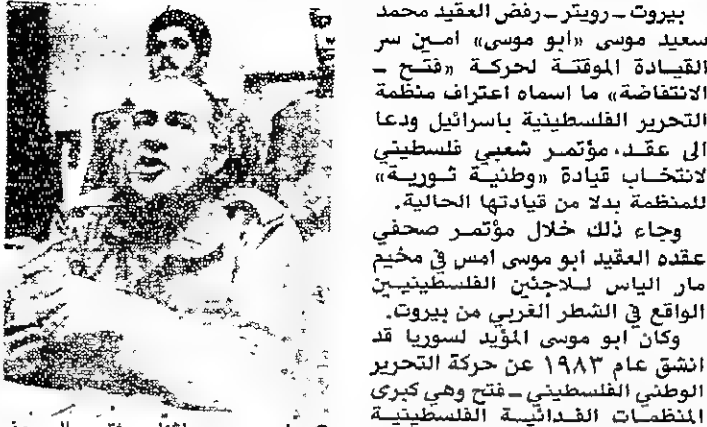 بيروت ـ رويتر ـ رفض العقيد محمد
سعيد موسى «ابو موسى» امين سر
القيادة الموقتة لحركة «فتح ـ
الانتفاضة» ما اسماه اعتراف منظمة
التحرير الفلسطينية باسرائيل ودعا
الى عقد، مؤتمر شعبي فلسطيني
لانتخاب قيادة «وطنية ثورية»
للمنظمة بدلا من قيادتها الحالية.
وجاء ذلك خلال مؤتمر صحفي
عقده العقيد ابو موسى امس في مخيم
مار الياس للاجئين الفلسطينيين
الواقع في الشطر الغربي من بيروت.
وكان ابو موسى المؤيد لسوريا قد
انشق عام ١٩٨٣ عن حركة التحرير
الوطني الفلسطيني ـ فتح وهي كبرى
المنظمات الفدائية الفلسطينية